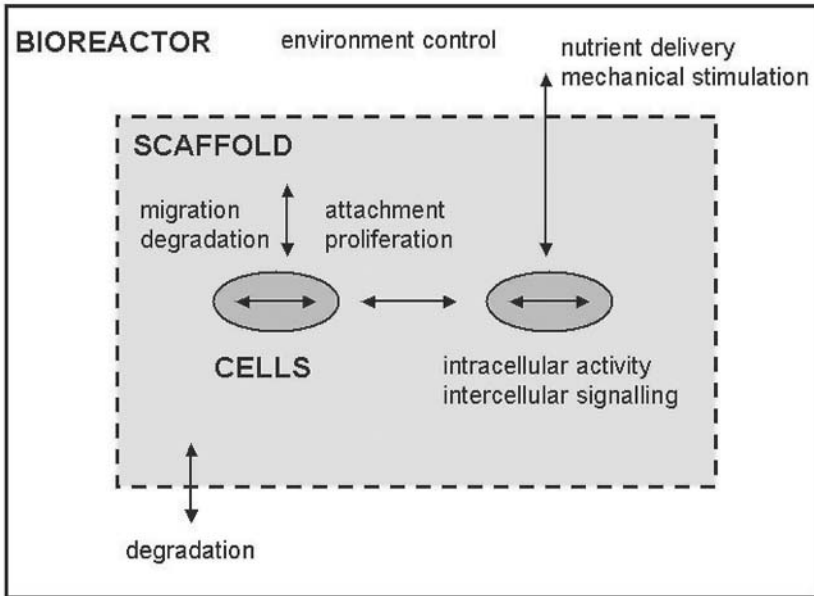 BIOREACTOR
environment control
nutrient delivery
mechanical stimulation
SCAFFOLD
migration
degradation
attachment
proliferation
CELLS
intracellular activity
intercellular signalling
degradation